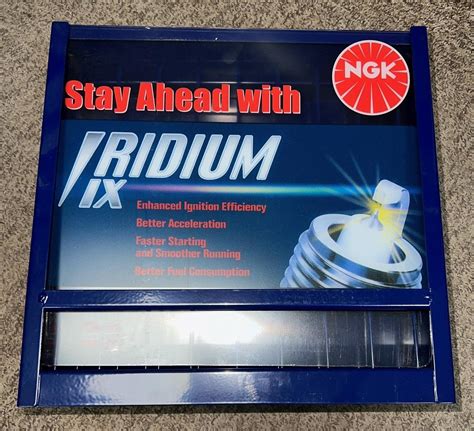 NGK
Stay Ahead with
IRIDIUM
IX
Enhanced Ignition Efficiency
Better Acceleration
Faster Starting
and Smoother Running
Better Fuel Consumption